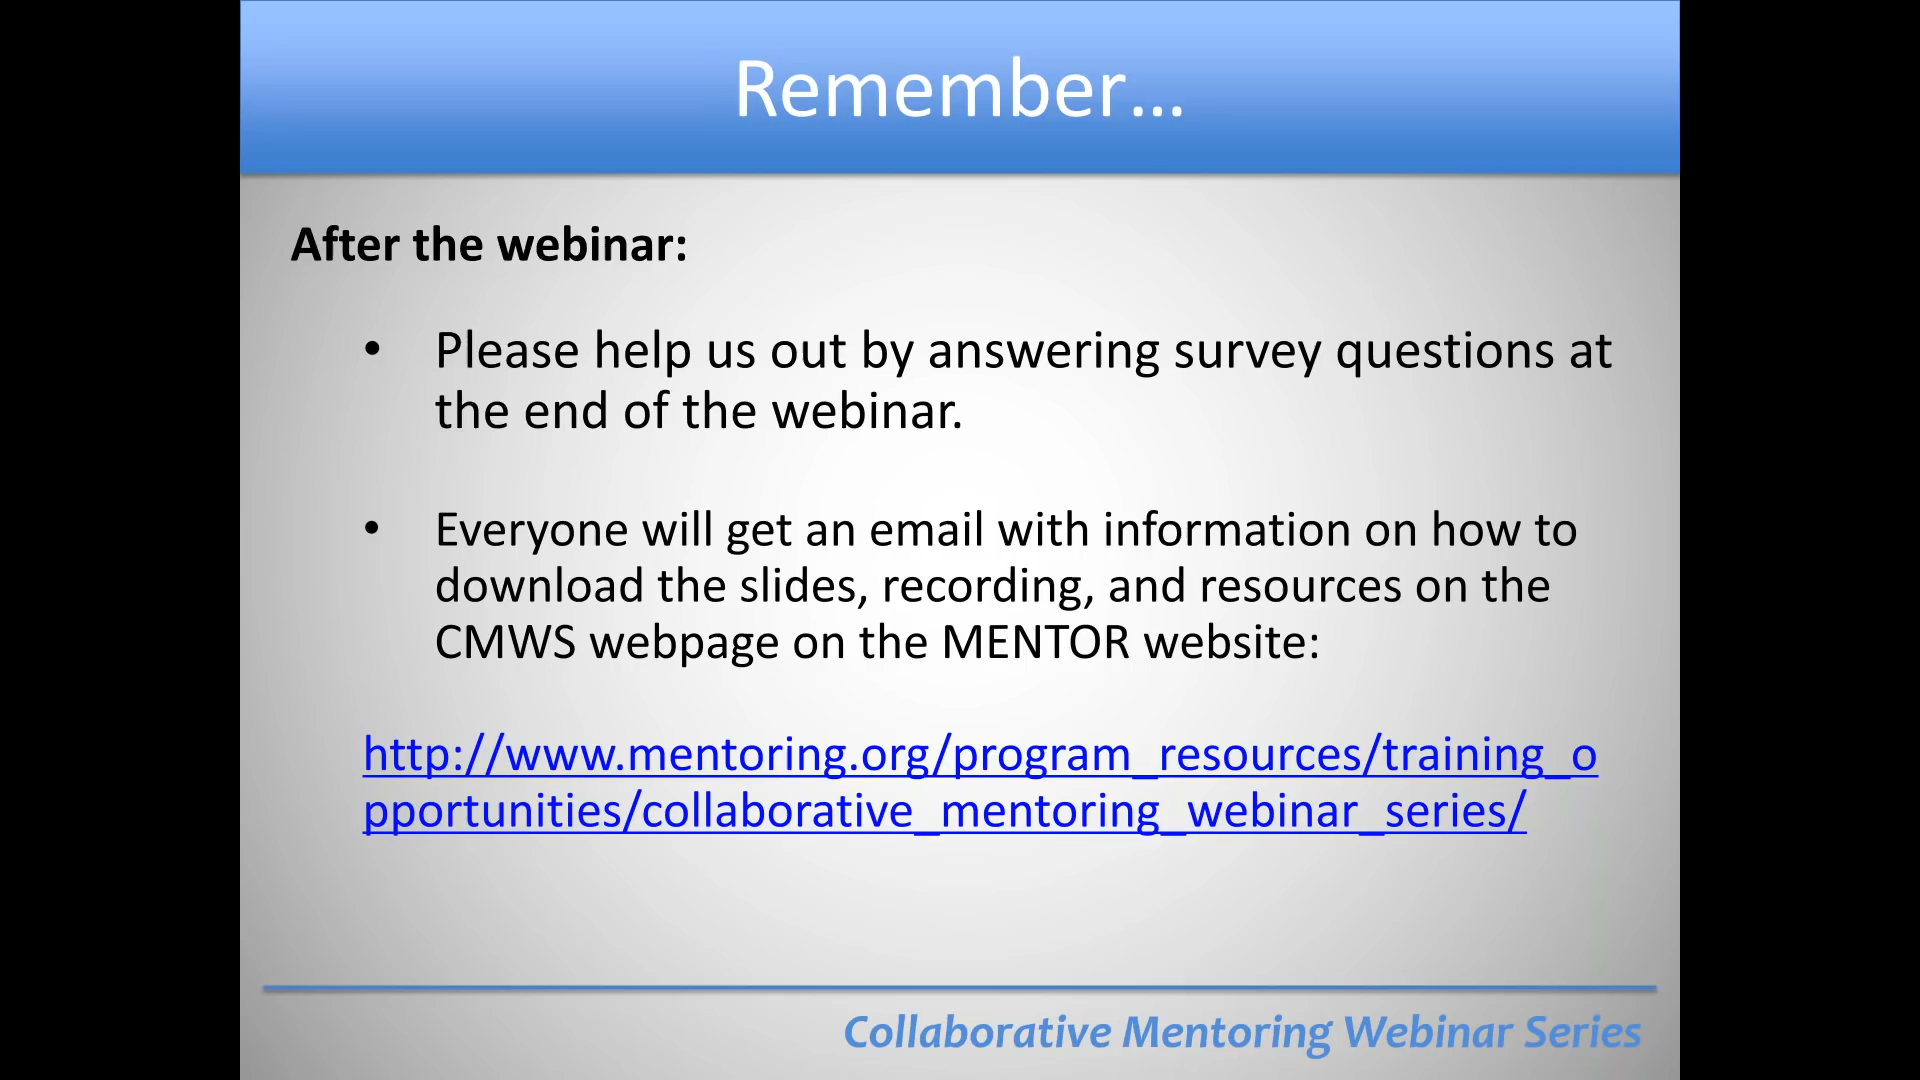 Remember…
After the webinar:
• Please help us out by answering survey questions at
the end of the webinar.
• Everyone will get an email with information on how to
download the slides, recording, and resources on the
CMWS webpage on the MENTOR website:
http://www.mentoring.org/program_resources/training_o
pportunities/collaborative_mentoring_webinar_series/
Collaborative Mentoring Webinar Series